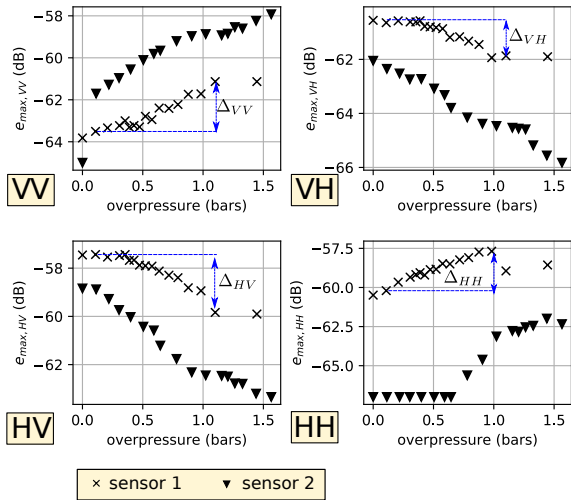 −58
−60
−62
−64
e_max,VV (dB)
Δ_VV
0.0 0.5 1.0 1.5
overpressure (bars)
VV
−62
−64
−66
e_max,VH (dB)
Δ_VH
0.0 0.5 1.0 1.5
overpressure (bars)
VH
−58
−60
−62
e_max,HV (dB)
Δ_HV
0.0 0.5 1.0 1.5
overpressure (bars)
HV
−57.5
−60.0
−62.5
−65.0
e_max,HH (dB)
Δ_HH
0.0 0.5 1.0 1.5
overpressure (bars)
HH
sensor 1 sensor 2